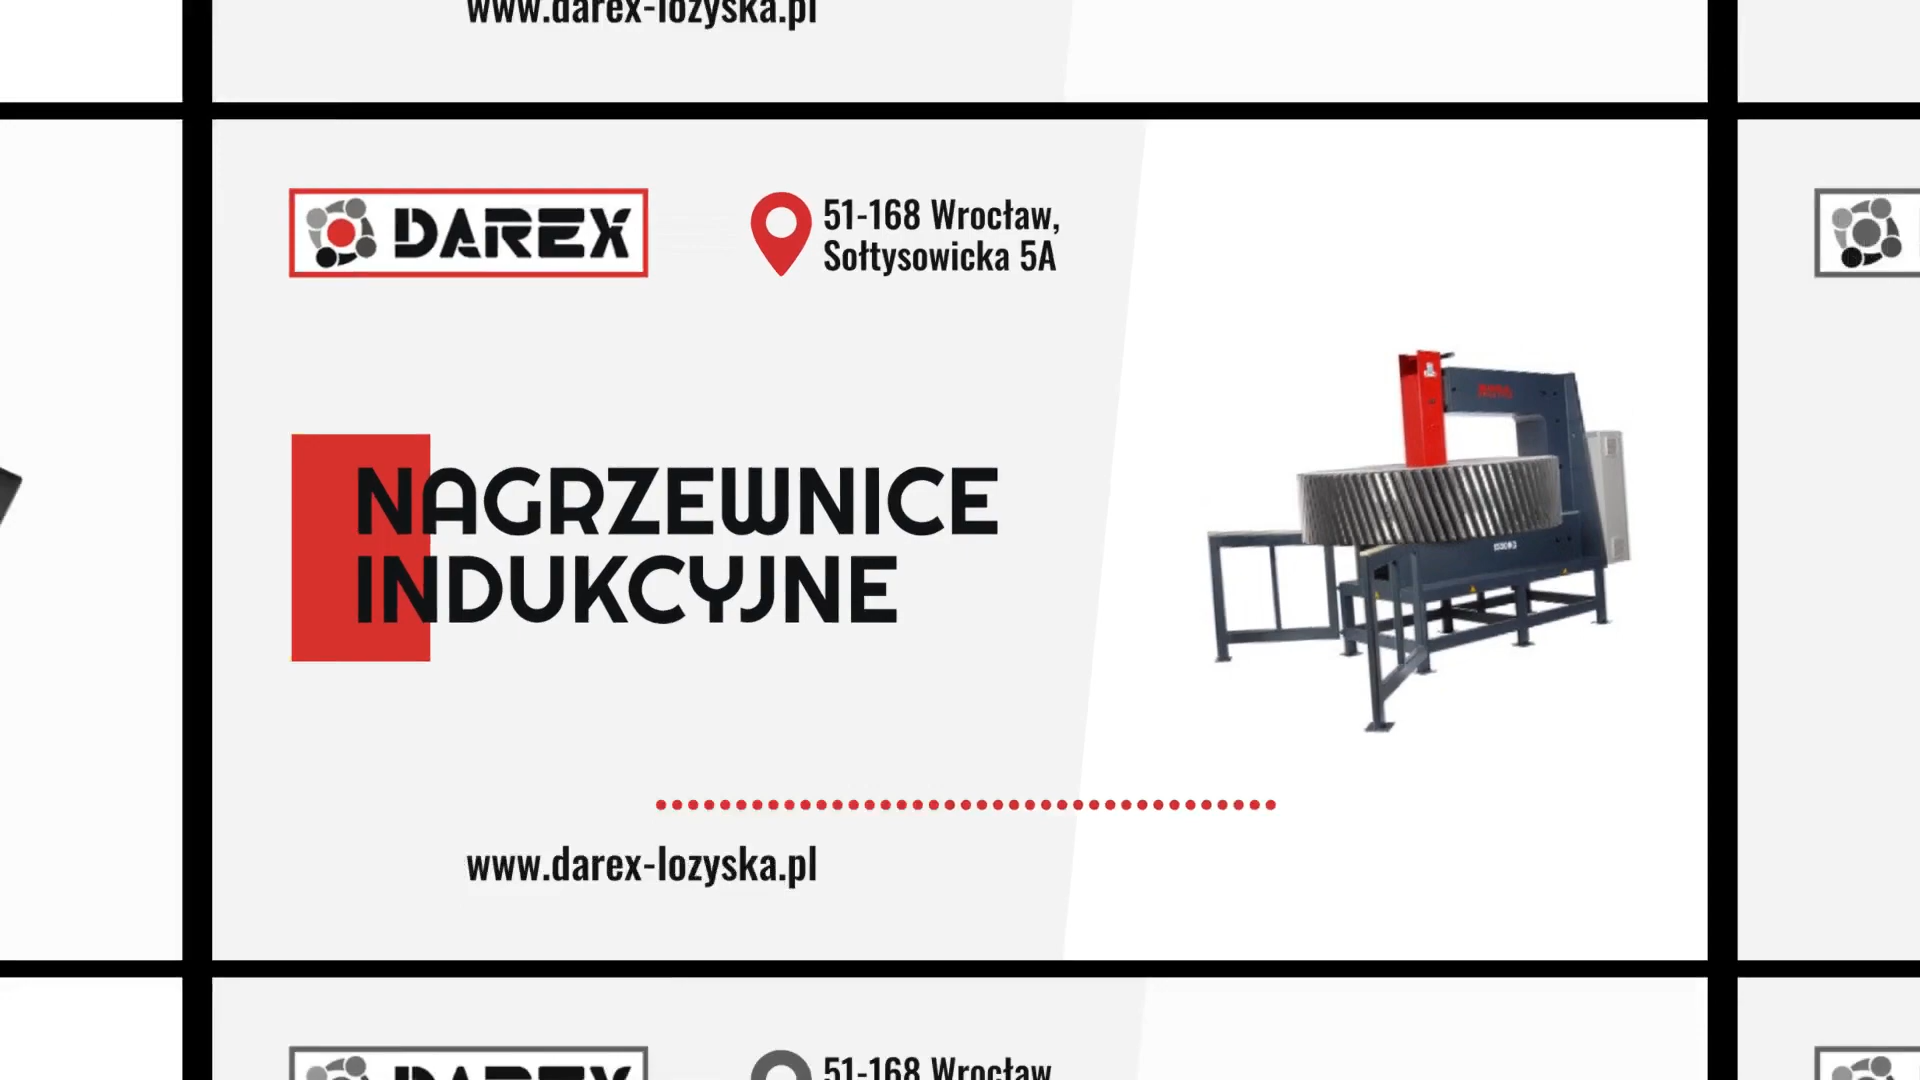 www.darex-lozyska.pl
DAREX
51-168 Wrocław,
Sołtysowicka 5A
NAGRZEWNICE
INDUKCYJNE
www.darex-lozyska.pl
DAREX
51-168 Wrocław,